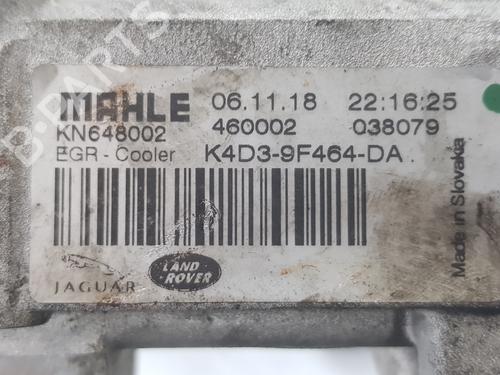 MAHLE 06.11.18 22:16:25
KN648002 460002 038079
EGR - Cooler K4D3-9F464-DA
Made in Slovakia
JAGUAR
LAND ROVER
B-PARTS